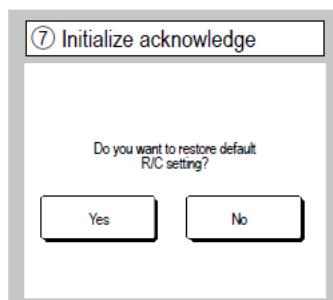 ⑦ Initialize acknowledge
Do you want to restore default
R/C setting?
Yes No